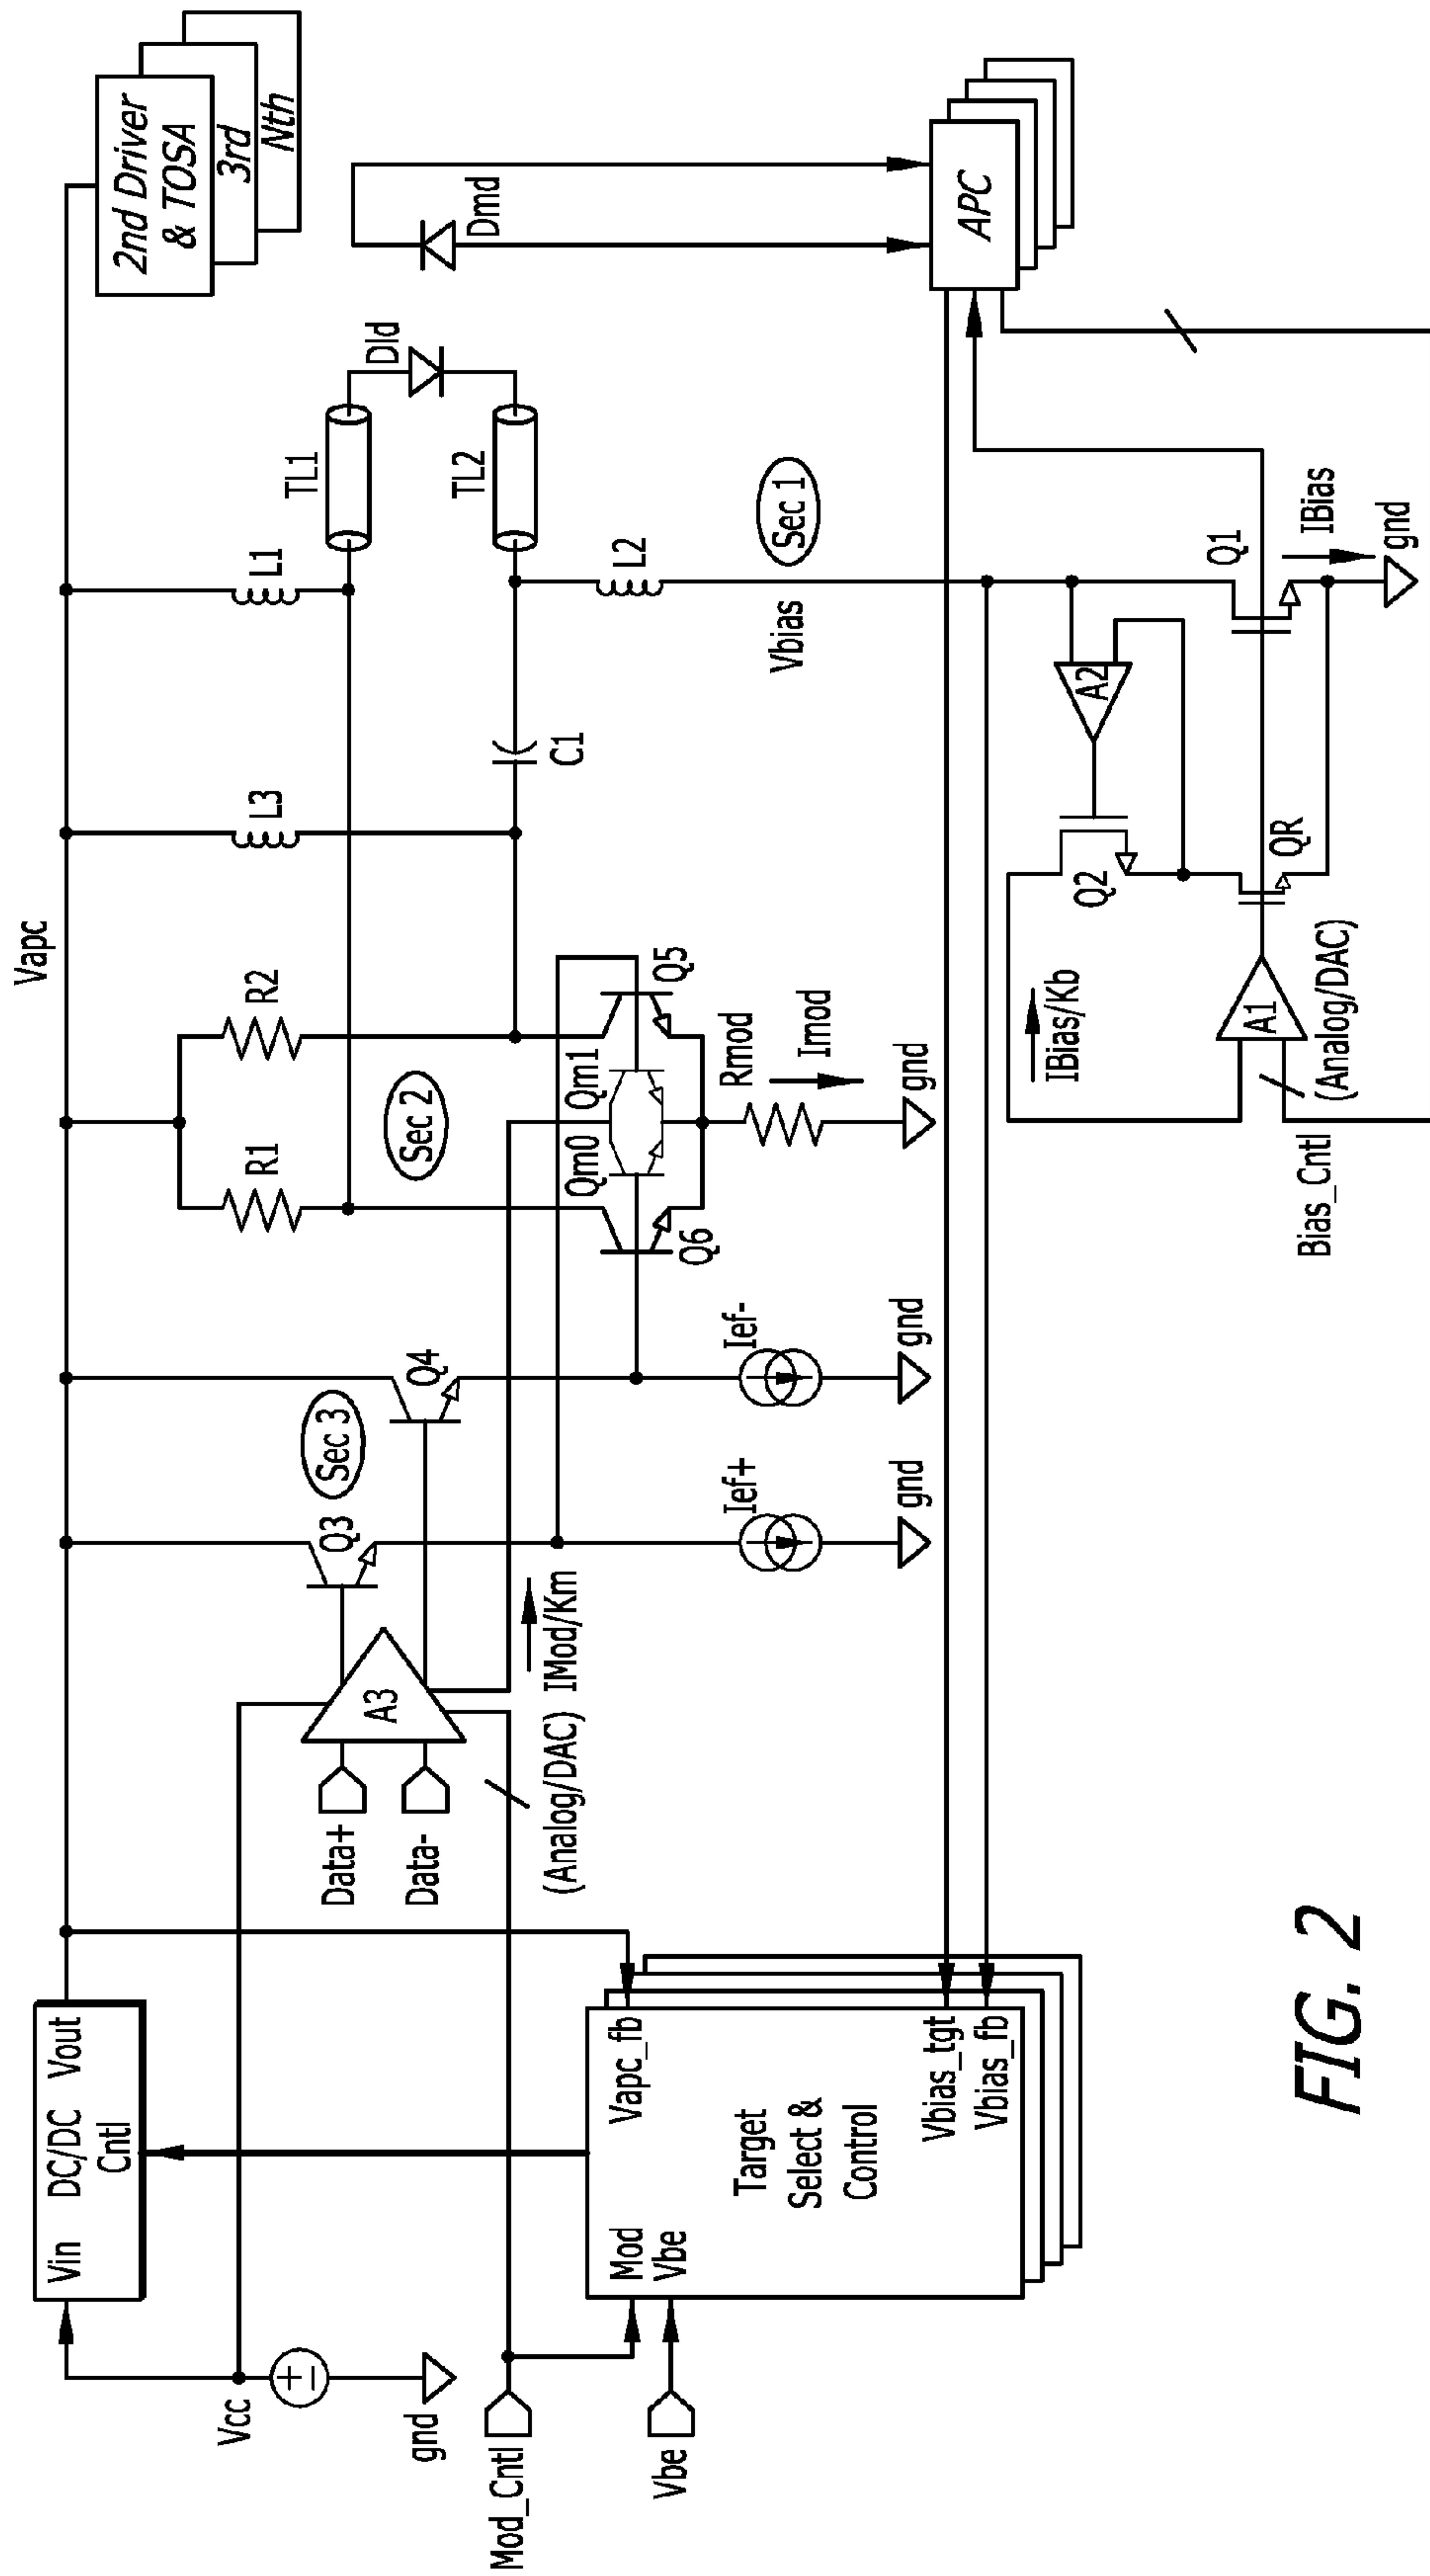 Vapc
Vin DC/DC Vout
Cntl
2nd Driver
& TOSA
3rd
Nth
Vcc
gnd
Data+
Data-
A3
Q3
Sec 3
Q4
R1
R2
Sec 2
L3
L1
TL1
Dld
TL2
Dmd
L2
C1
Mod_Cntl
(Analog/DAC) IMod/Km
Qm0
Qm1
Q6
Q5
Ief+
Ief-
gnd
gnd
Rmod
Imod
gnd
Vbias
Sec 1
Vbe
Mod
Vbe
Vapc_fb
Target
Select &
Control
Vbias_tgt
Vbias_fb
APC
IBias/Kb
Q2
A2
Q1
QR
A1
(Analog/DAC)
Bias_Cntl
IBias
gnd
FIG. 2